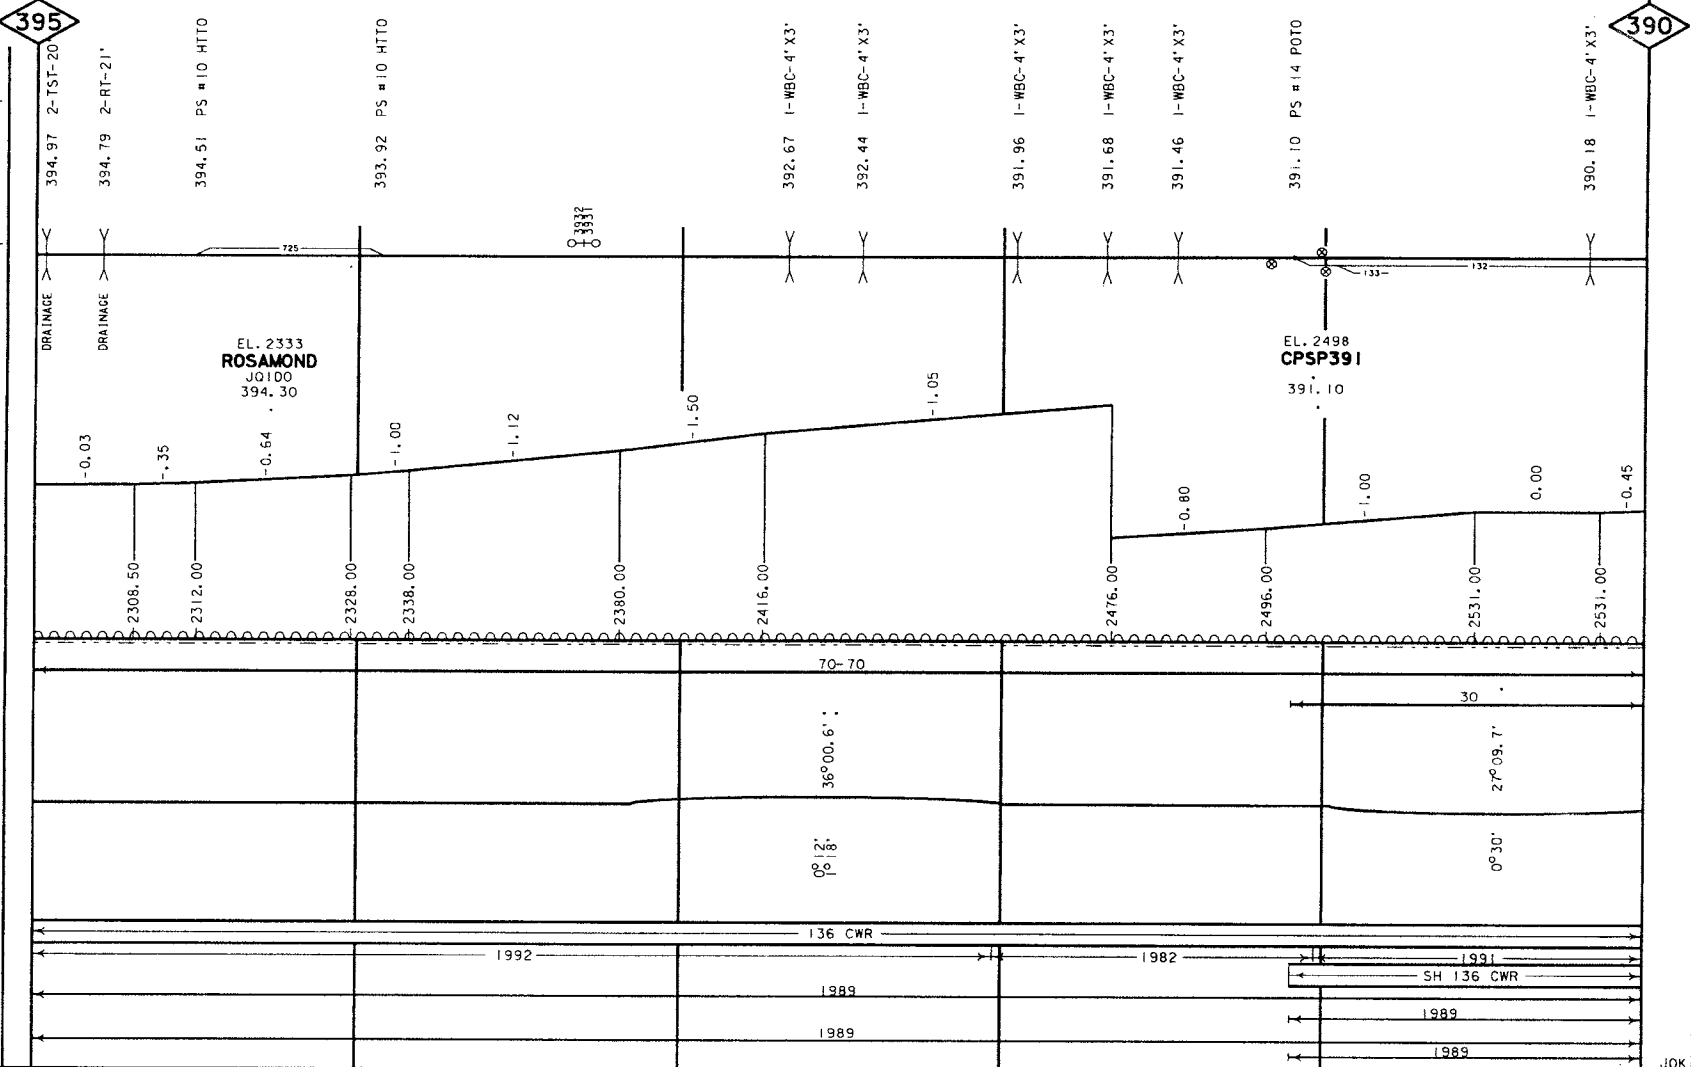 395
390
394.97 2-TST-20'
394.79 2-RT-21'
394.51 PS #10 HTTO
393.92 PS #10 HTTO
392.67 1-WBC-4'X3'
392.44 1-WBC-4'X3'
391.96 1-WBC-4'X3'
391.68 1-WBC-4'X3'
391.46 1-WBC-4'X3'
391.10 PS #14 POTO
390.18 1-WBC-4'X3'
3932
3931
725
132
133
DRAINAGE
DRAINAGE
EL. 2333
ROSAMOND
JQ1D0
394.30
EL. 2498
CPSP391
391.10
-0.03
-.35
-0.64
-1.00
-1.12
-1.50
-1.05
-0.80
-1.00
0.00
-0.45
2308.50
2312.00
2328.00
2338.00
2380.00
2416.00
2476.00
2496.00
2531.00
2531.00
70-70
30
36°00.6'
27°09.7'
0°12'
1°18'
0°30'
136 CWR
1992
1982
1991
SH 136 CWR
1989
1989
1989
1989
JOK